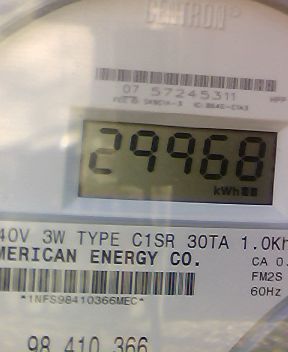 CENTRON®
07 57245311
29968
kWh
40V 3W TYPE C1SR 30TA 1.0Kh
MERICAN ENERGY CO.
CA 0.
FM2S
60Hz
*1NFS98410366MEC*
98 410 366